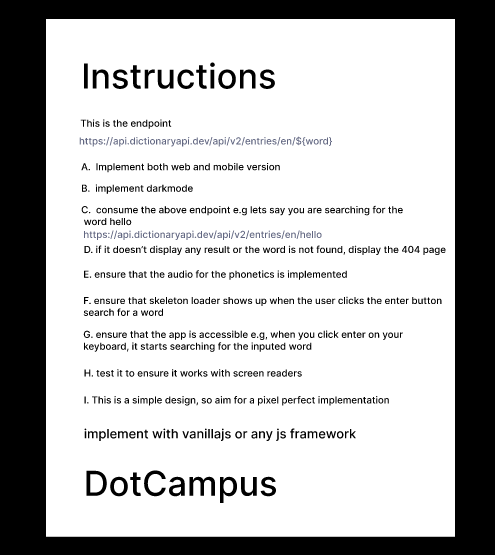 Instructions
This is the endpoint
https://api.dictionaryapi.dev/api/v2/entries/en/${word}
A. Implement both web and mobile version
B. implement darkmode
C. consume the above endpoint e.g lets say you are searching for the
word hello
https://api.dictionaryapi.dev/api/v2/entries/en/hello
D. if it doesn't display any result or the word is not found, display the 404 page
E. ensure that the audio for the phonetics is implemented
F. ensure that skeleton loader shows up when the user clicks the enter button
search for a word
G. ensure that the app is accessible e.g, when you click enter on your
keyboard, it starts searching for the inputed word
H. test it to ensure it works with screen readers
I. This is a simple design, so aim for a pixel perfect implementation
implement with vanillajs or any js framework
DotCampus